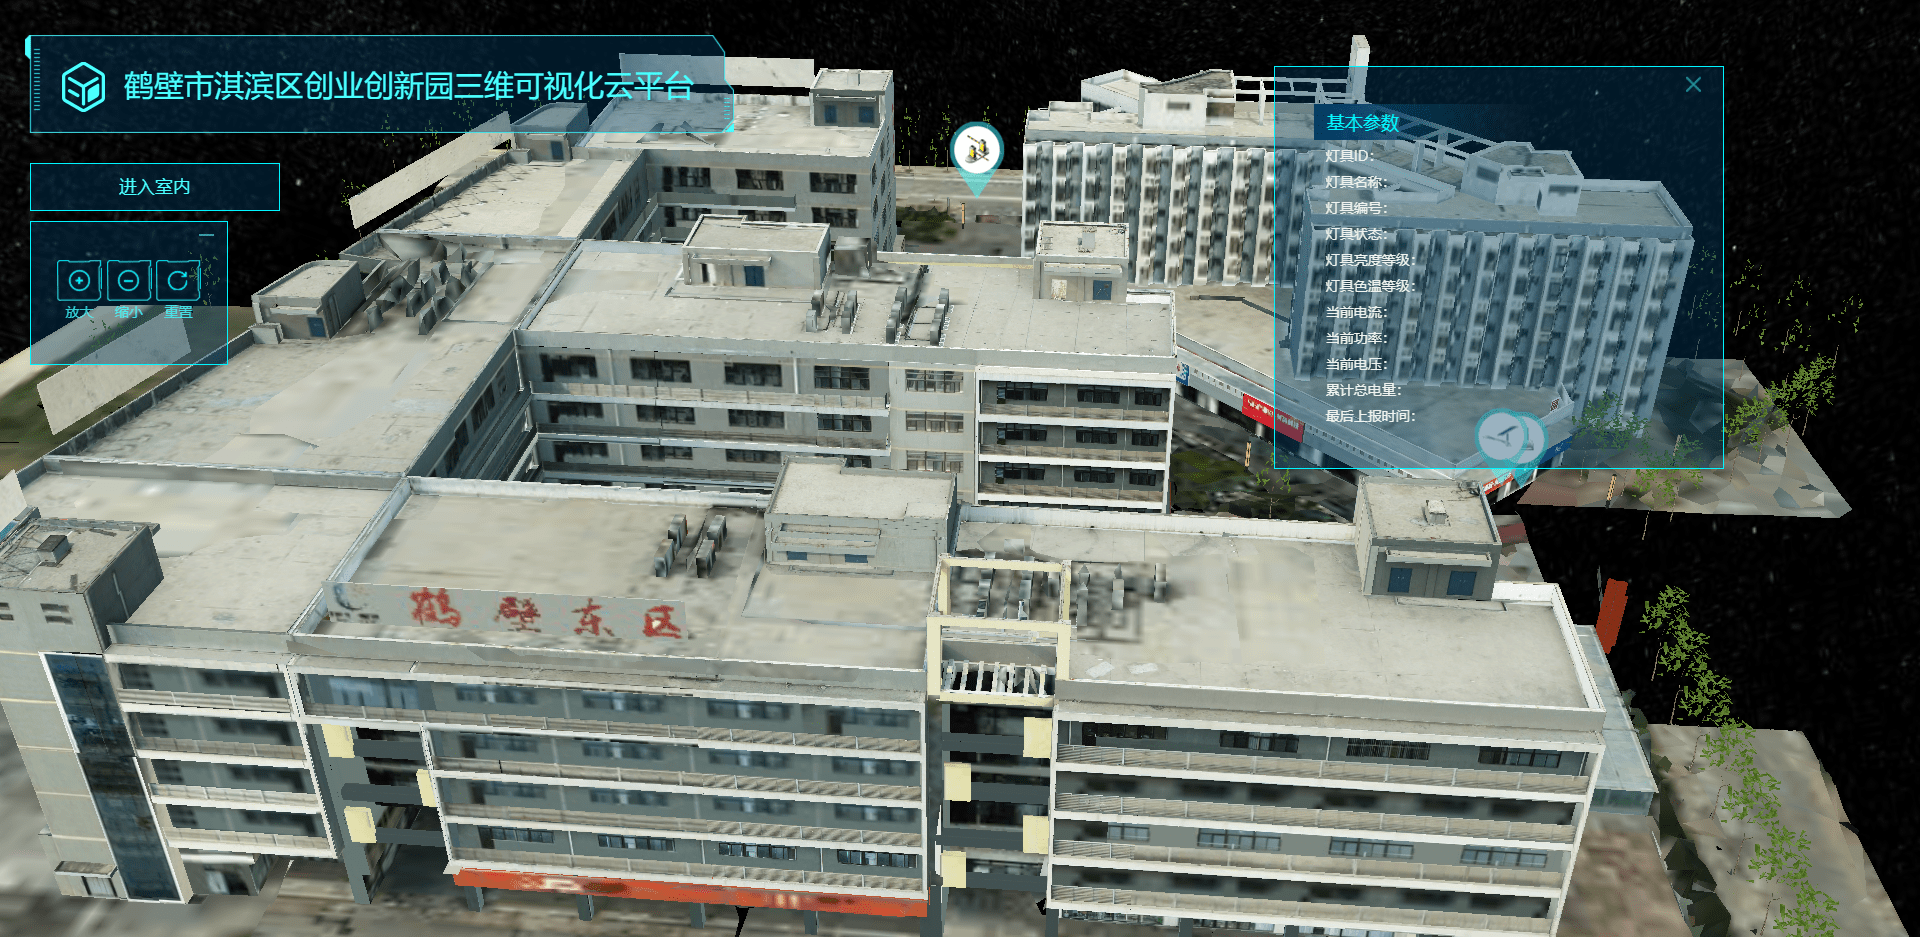 鹤壁市淇滨区创业创新园三维可视化云平台
进入室内
放大 缩小 重置
基本参数
灯具ID:
灯具名称:
灯具编号:
灯具状态:
灯具亮度等级:
灯具色温等级:
当前电流:
当前功率:
当前电压:
累计总电量:
最后上报时间:
鹤壁东区